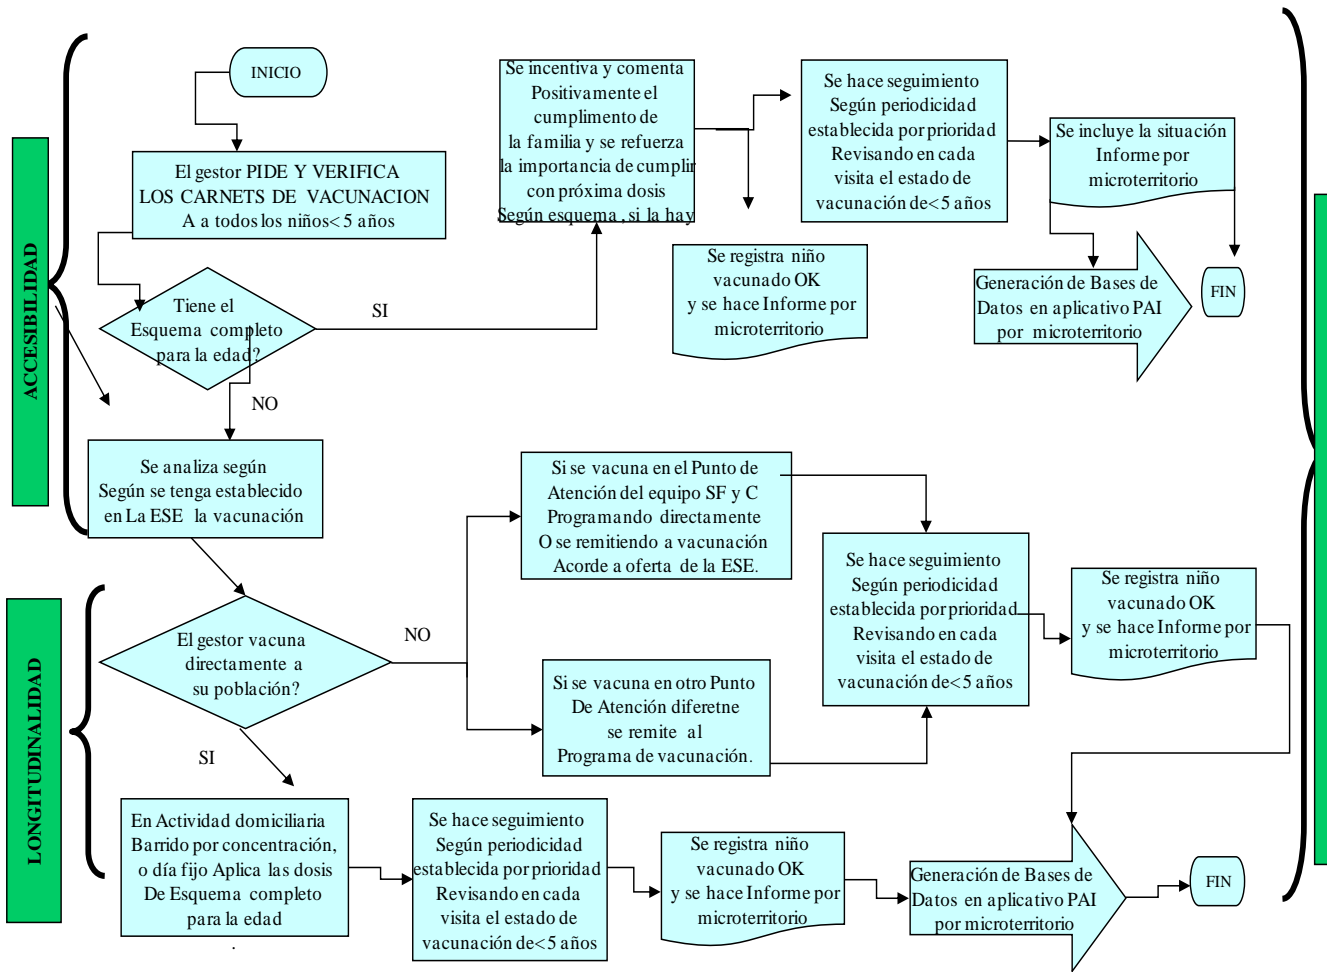 INICIO
El gestor PIDE Y VERIFICA
LOS CARNETS DE VACUNACION
A a todos los niños< 5 años
Tiene el
Esquema completo
para la edad?
SI
NO
Se incentiva y comenta
Positivamente el
cumplimento de
la familia y se refuerza
la importancia de cumplir
con próxima dosis
Según esquema , si la hay
Se registra niño
vacunado OK
y se hace Informe por
microterritorio
Se hace seguimiento
Según periodicidad
establecida por prioridad
Revisando en cada
visita el estado de
vacunación de< 5 años
Se incluye la situación
Informe por
microterritorio
Generación de Bases de
Datos en aplicativo PAI
por microterritorio
FIN
ACCESIBILIDAD
Se analiza según
Según se tenga establecido
en La ESE la vacunación
El gestor vacuna
directamente a
su población?
NO
SI
Si se vacuna en el Punto de
Atención del equipo SF y C
Programando directamente
O se remitiendo a vacunación
Acorde a oferta de la ESE.
Si se vacuna en otro Punto
De Atención diferetne
se remite al
Programa de vacunación.
Se hace seguimiento
Según periodicidad
establecida por prioridad
Revisando en cada
visita el estado de
vacunación de< 5 años
Se registra niño
vacunado OK
y se hace Informe por
microterritorio
LONGITUDINALIDAD
En Actividad domiciliaria
Barrido por concentración,
o día fijo Aplica las dosis
De Esquema completo
para la edad
.
Se hace seguimiento
Según periodicidad
establecida por prioridad
Revisando en cada
visita el estado de
vacunación de< 5 años
Se registra niño
vacunado OK
y se hace Informe por
microterritorio
Generación de Bases de
Datos en aplicativo PAI
por microterritorio
FIN